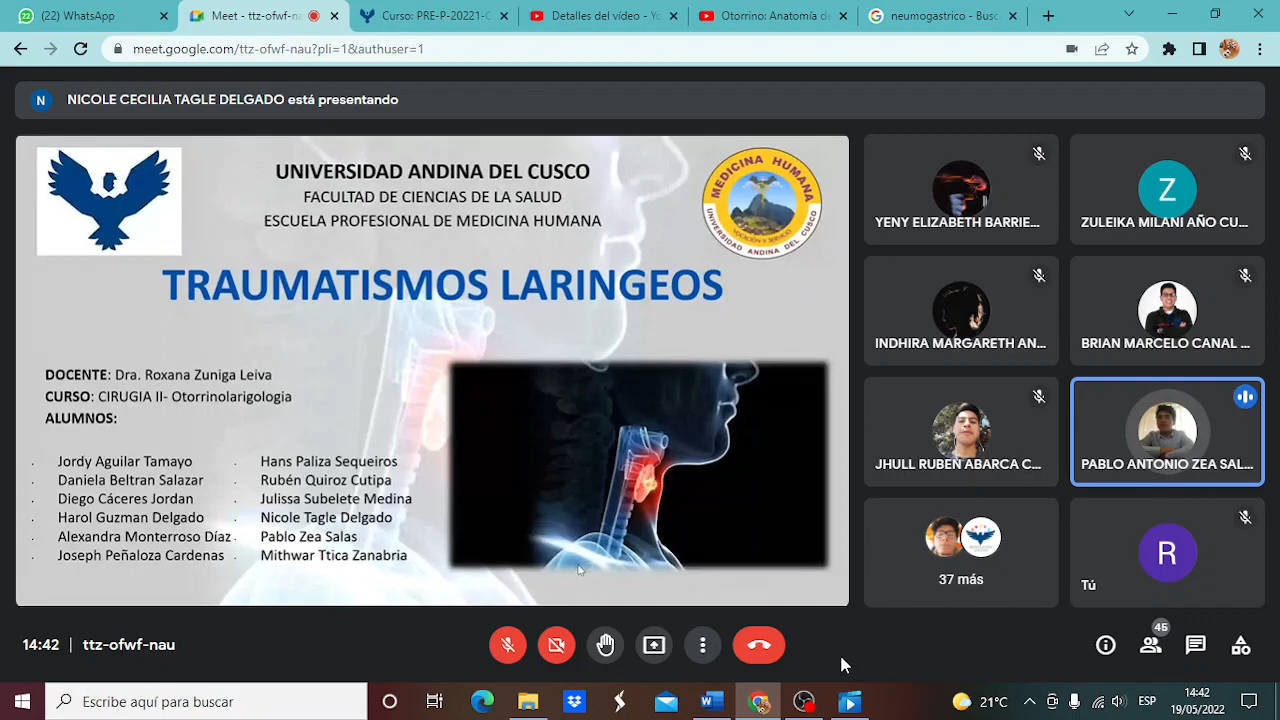 (22) WhatsApp
Meet - ttz-ofwf-na
Curso: PRE-P-20221-C
Detalles del vídeo - Yo
Otorrino: Anatomía de
neumogastrico - Busc
meet.google.com/ttz-ofwf-nau?pli=1&authuser=1
N NICOLE CECILIA TAGLE DELGADO está presentando
UNIVERSIDAD ANDINA DEL CUSCO
FACULTAD DE CIENCIAS DE LA SALUD
ESCUELA PROFESIONAL DE MEDICINA HUMANA
MEDICINA HUMANA
VOCACIÓN Y SERVICIO
UNIVERSIDAD ANDINA DEL CUSCO
TRAUMATISMOS LARINGEOS
DOCENTE: Dra. Roxana Zuniga Leiva
CURSO: CIRUGIA II- Otorrinolarigologia
ALUMNOS:
Jordy Aguilar Tamayo
Daniela Beltran Salazar
Diego Cáceres Jordan
Harol Guzman Delgado
Alexandra Monterroso Díaz
Joseph Peñaloza Cardenas
Hans Paliza Sequeiros
Rubén Quiroz Cutipa
Julissa Subelete Medina
Nicole Tagle Delgado
Pablo Zea Salas
Mithwar Ttica Zanabria
YENY ELIZABETH BARRIE...
Z
ZULEIKA MILANI AÑO CU...
INDHIRA MARGARETH AN...
BRIAN MARCELO CANAL ...
JHULL RUBEN ABARCA C...
PABLO ANTONIO ZEA SAL...
37 más
R
Tú
14:42 | ttz-ofwf-nau
45
Escribe aquí para buscar
21°C
ESP
14:42
19/05/2022